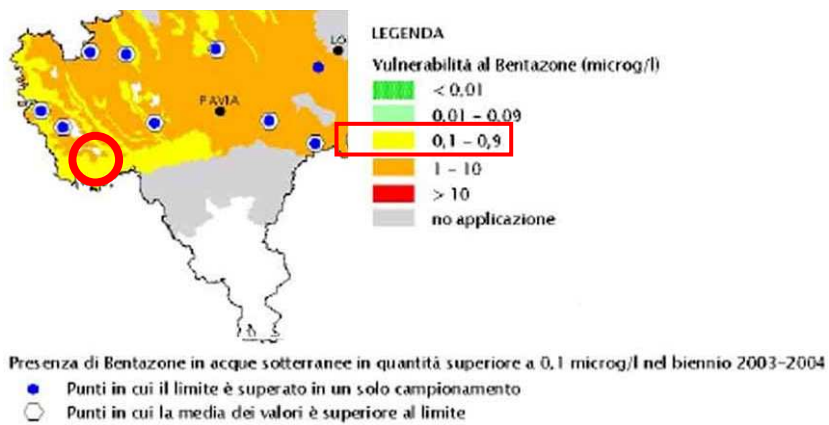 LEGENDA
LO
Vulnerabilità al Bentazone (microg/l)
< 0,01
PAVIA
0,01 - 0,09
0,1 - 0,9
1 - 10
> 10
no applicazione
Presenza di Bentazone in acque sotterranee in quantità superiore a 0,1 microg/l nel biennio 2003-2004
Punti in cui il limite è superato in un solo campionamento
Punti in cui la media dei valori è superiore al limite